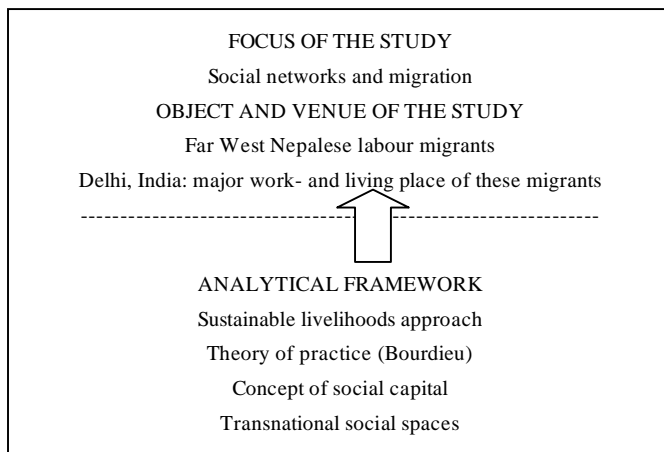 FOCUS OF THE STUDY
Social networks and migration
OBJECT AND VENUE OF THE STUDY
Far West Nepalese labour migrants
Delhi, India: major work- and living place of these migrants
ANALYTICAL FRAMEWORK
Sustainable livelihoods approach
Theory of practice (Bourdieu)
Concept of social capital
Transnational social spaces